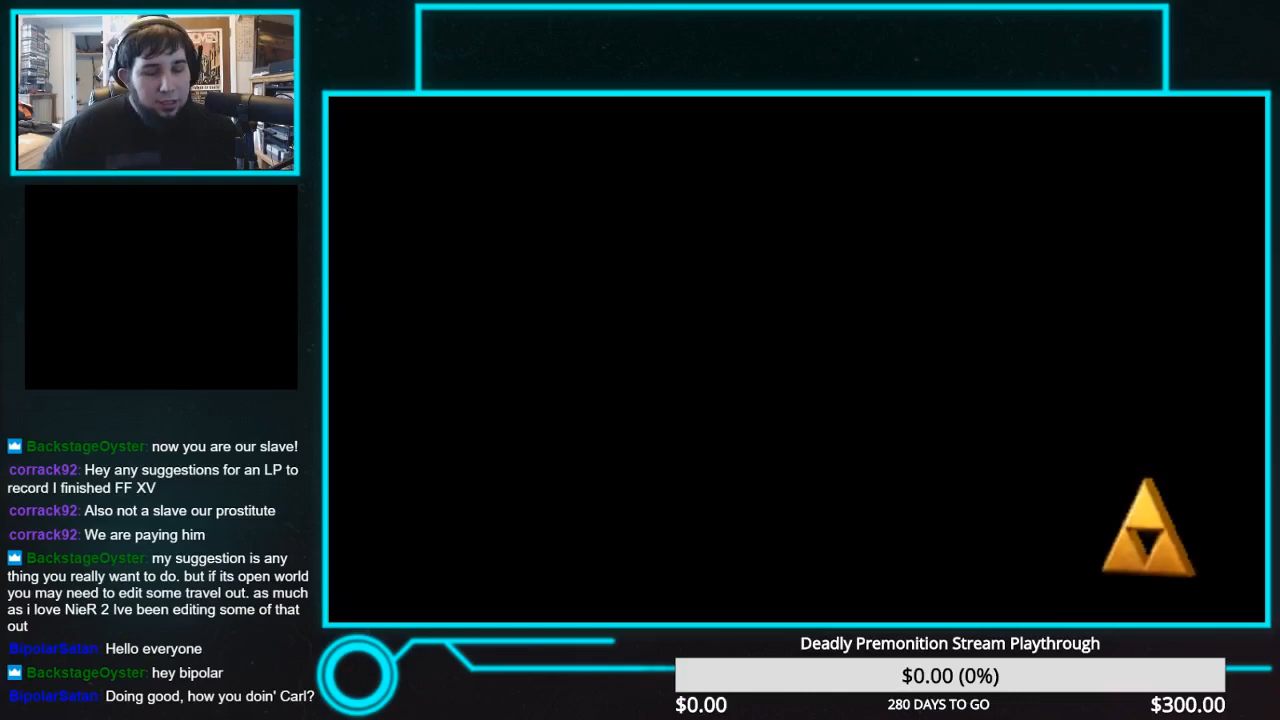 BackstageOyster: now you are our slave!
corrack92: Hey any suggestions for an LP to
record I finished FF XV
corrack92: Also not a slave our prostitute
corrack92: We are paying him
BackstageOyster: my suggestion is any
thing you really want to do. but if its open world
you may need to edit some travel out. as much
as i love NieR 2 Ive been editing some of that
out
BipolarSatan: Hello everyone
BackstageOyster: hey bipolar
BipolarSatan: Doing good, how you doin' Carl?
Deadly Premonition Stream Playthrough
$0.00 (0%)
$0.00 280 DAYS TO GO $300.00